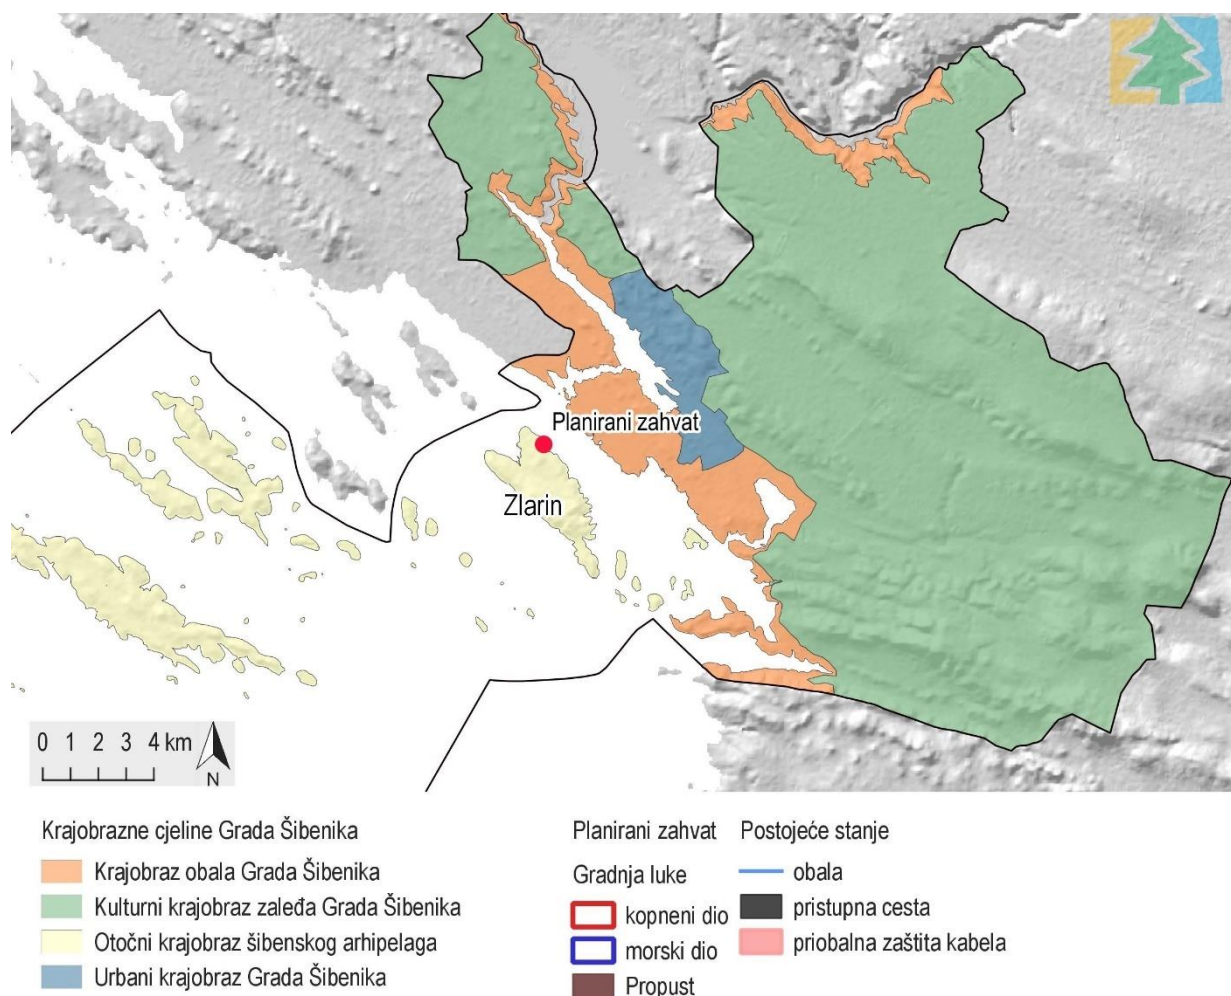 Planirani zahvat
Zlarin
0 1 2 3 4 km
N
Krajobrazne cjeline Grada Šibenika
Krajobraz obala Grada Šibenika
Kulturni krajobraz zaleđa Grada Šibenika
Otočni krajobraz šibenskog arhipelaga
Urbani krajobraz Grada Šibenika
Planirani zahvat
Gradnja luke
kopneni dio
morski dio
Propust
Postojeće stanje
obala
pristupna cesta
priobalna zaštita kabela